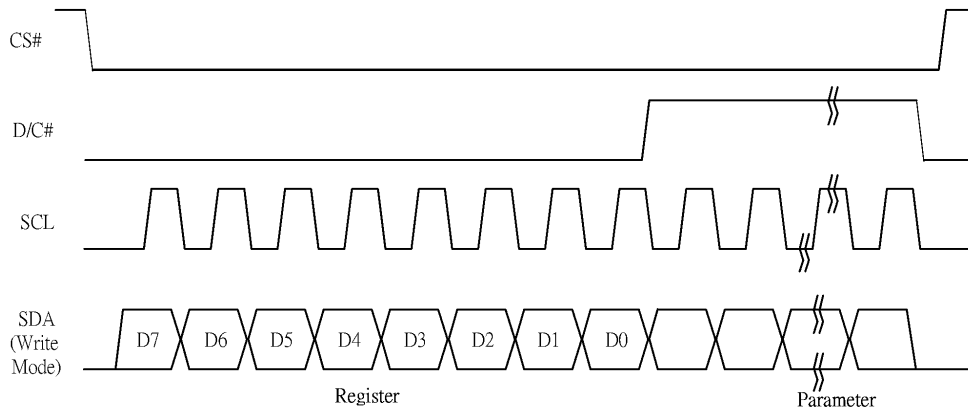 CS#
D/C#
SCL
SDA
(Write
Mode)
D7 D6 D5 D4 D3 D2 D1 D0
Register Parameter